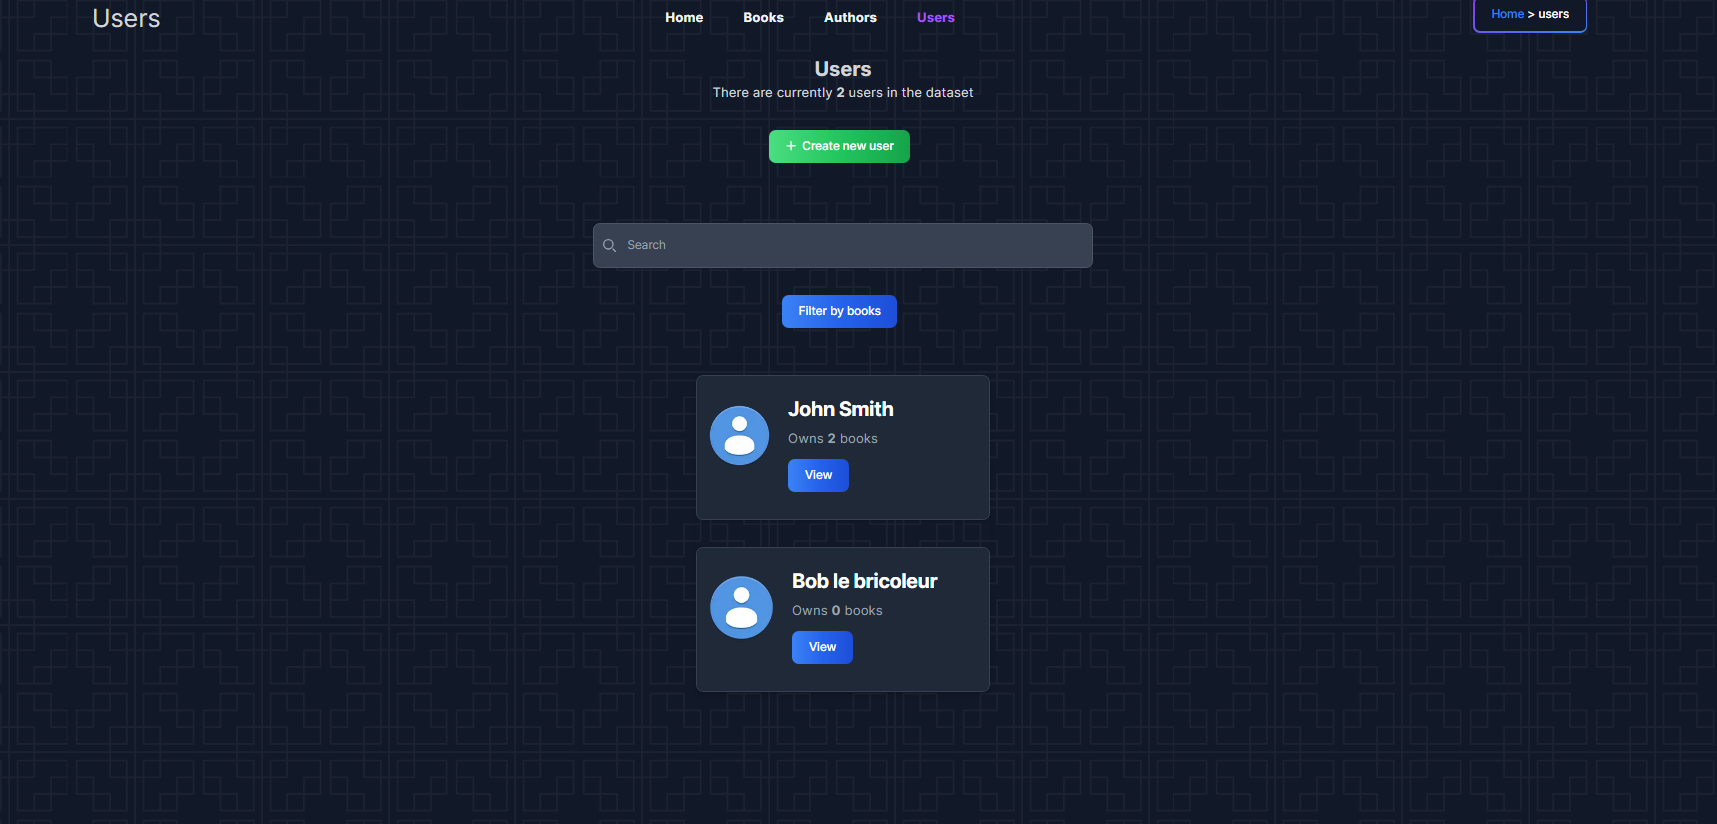 Users
Home Books Authors Users
Home > users
Users
There are currently 2 users in the dataset
+ Create new user
Search
Filter by books
John Smith
Owns 2 books
View
Bob le bricoleur
Owns 0 books
View